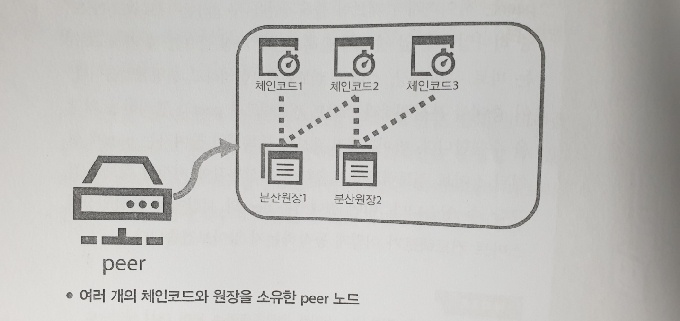 체인코드1 체인코드2 체인코드3
분산원장1 분산원장2
peer
• 여러 개의 체인코드와 원장을 소유한 peer 노드